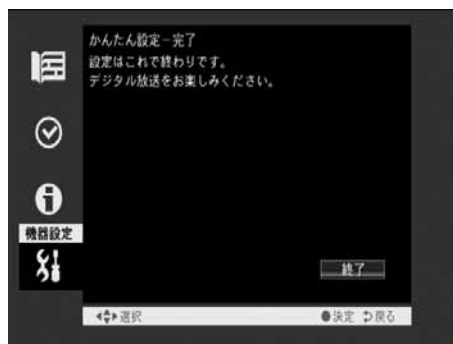 かんたん設定－完了
設定はこれで終わりです。
デジタル放送をお楽しみください。
機器設定
終了
選択
●決定 戻る